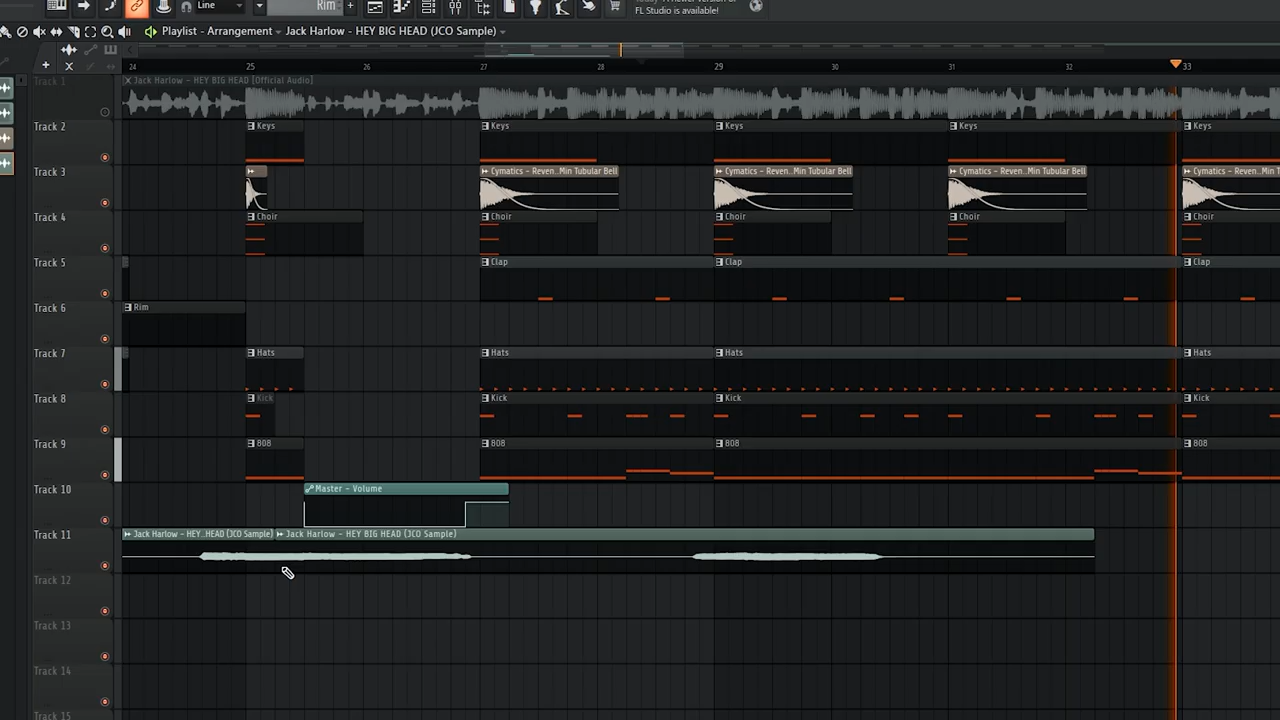 Line
Rim
FL Studio is available!
Playlist - Arrangement
Jack Harlow - HEY BIG HEAD (JCO Sample)
24 25 26 27 28 29 30 31 32 33
Track 1
Jack Harlow - HEY BIG HEAD [Official Audio]
Track 2
Keys Keys Keys Keys Keys
Track 3
Cymatics - Reven..Min Tubular Bell Cymatics - Reven..Min Tubular Bell Cymatics - Reven..Min Tubular Bell Cymatics - Reven..Min T
Track 4
Choir Choir Choir Choir Choir
Track 5
Clap Clap Clap
Track 6
Rim
Track 7
Hats Hats Hats Hats
Track 8
Kick Kick Kick Kick
Track 9
808 808 808 808
Track 10
Master - Volume
Track 11
Jack Harlow - HEY..HEAD (JCO Sample) Jack Harlow - HEY BIG HEAD (JCO Sample)
Track 12
Track 13
Track 14
Track 15